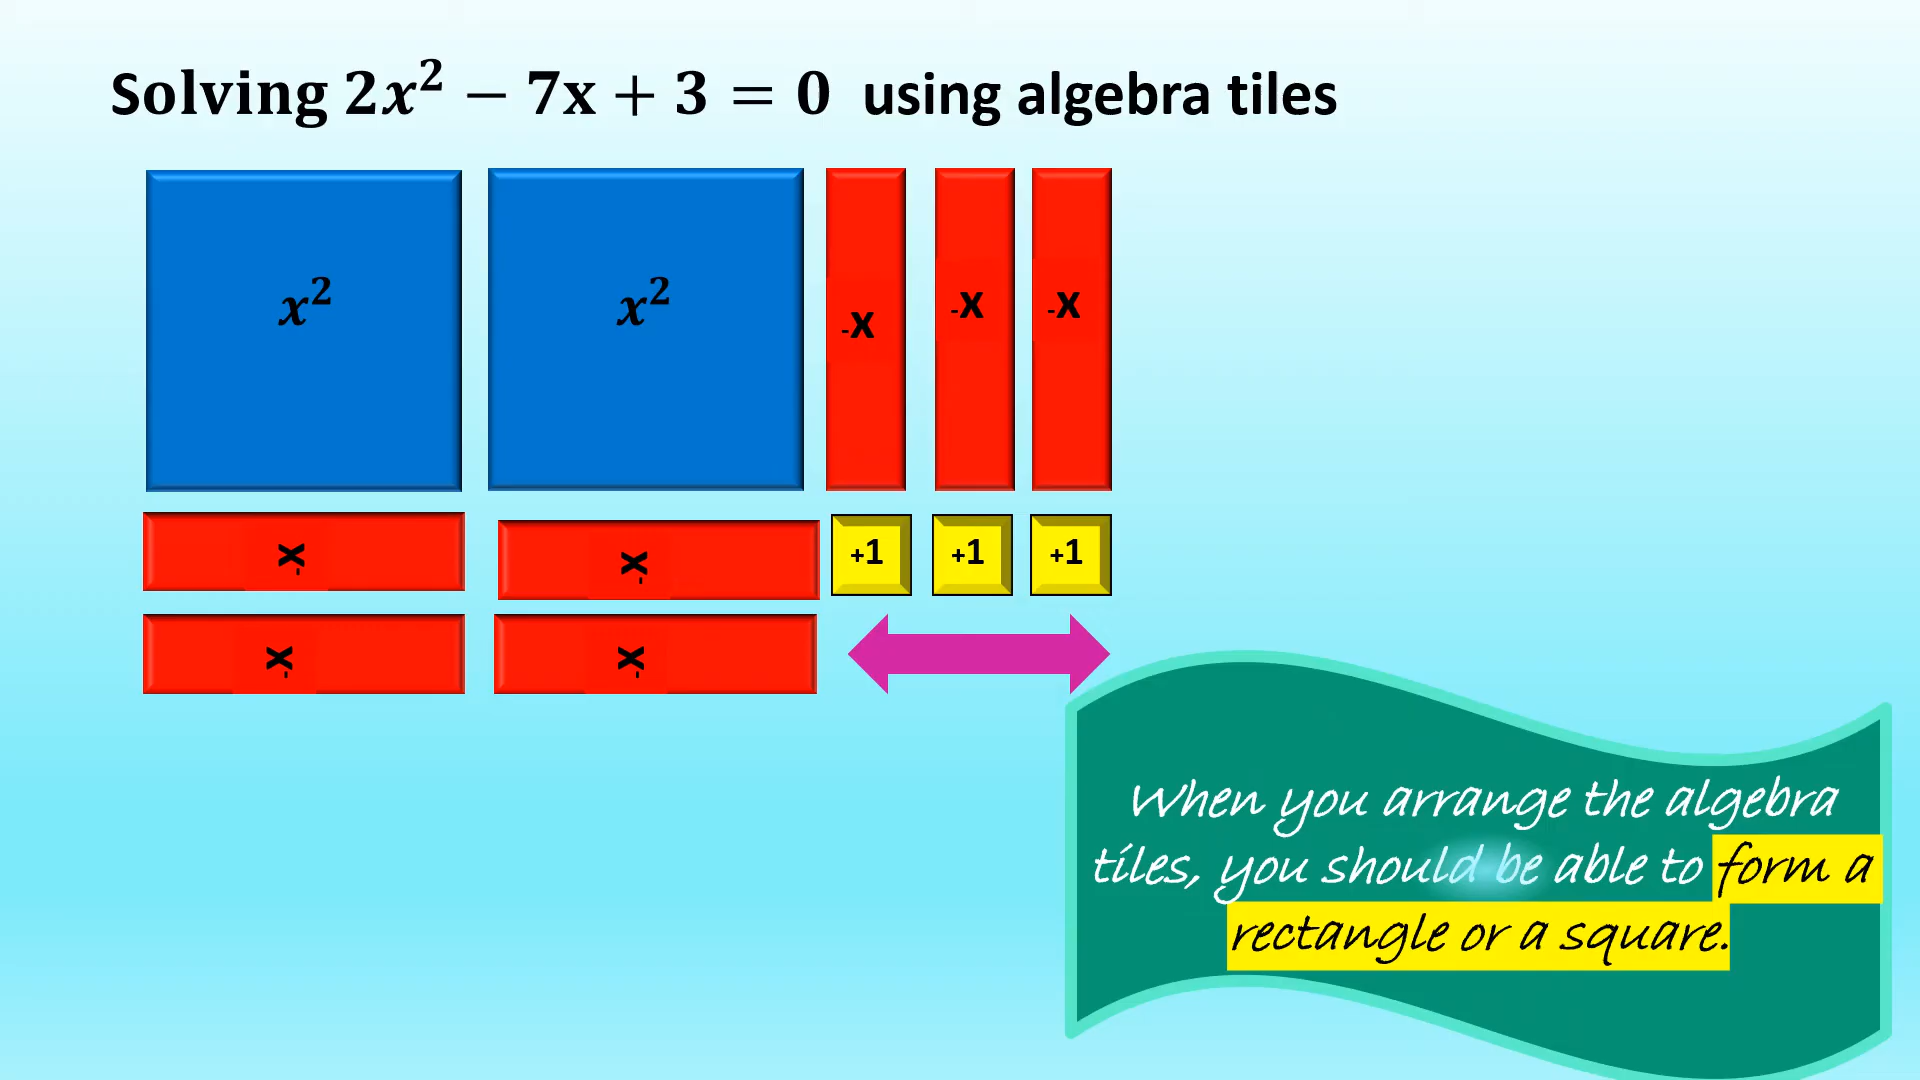 Solving 2x² − 7x + 3 = 0 using algebra tiles
x² x² -x -x -x
-x -x +1 +1 +1
-x -x
When you arrange the algebra
tiles, you should be able to form a
rectangle or a square.